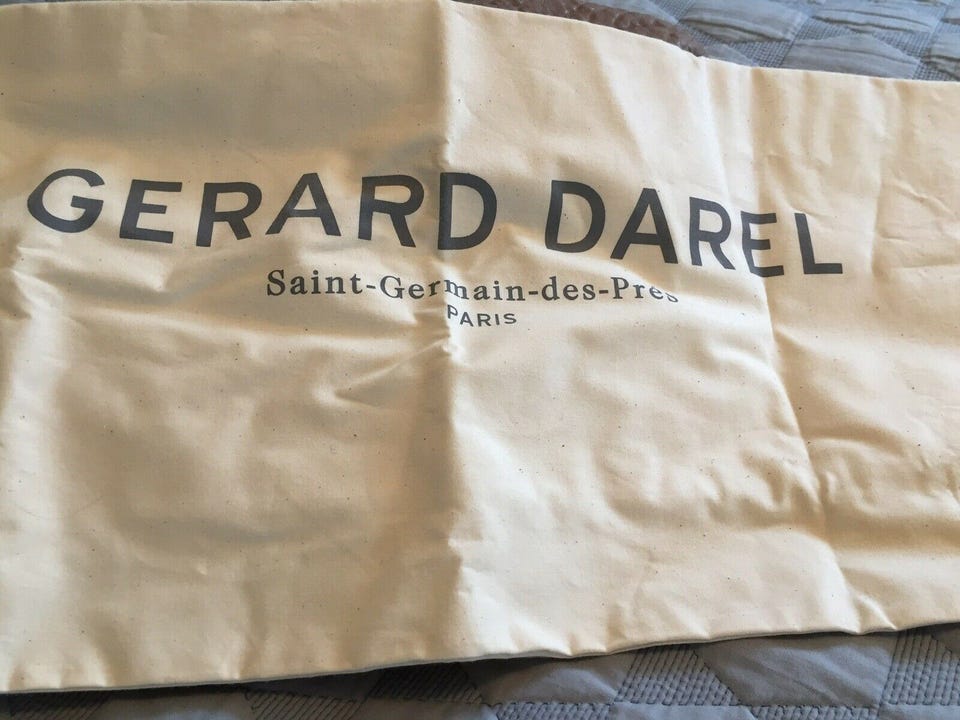 GERARD DAREL
Saint-Germain-des-Pres
PARIS